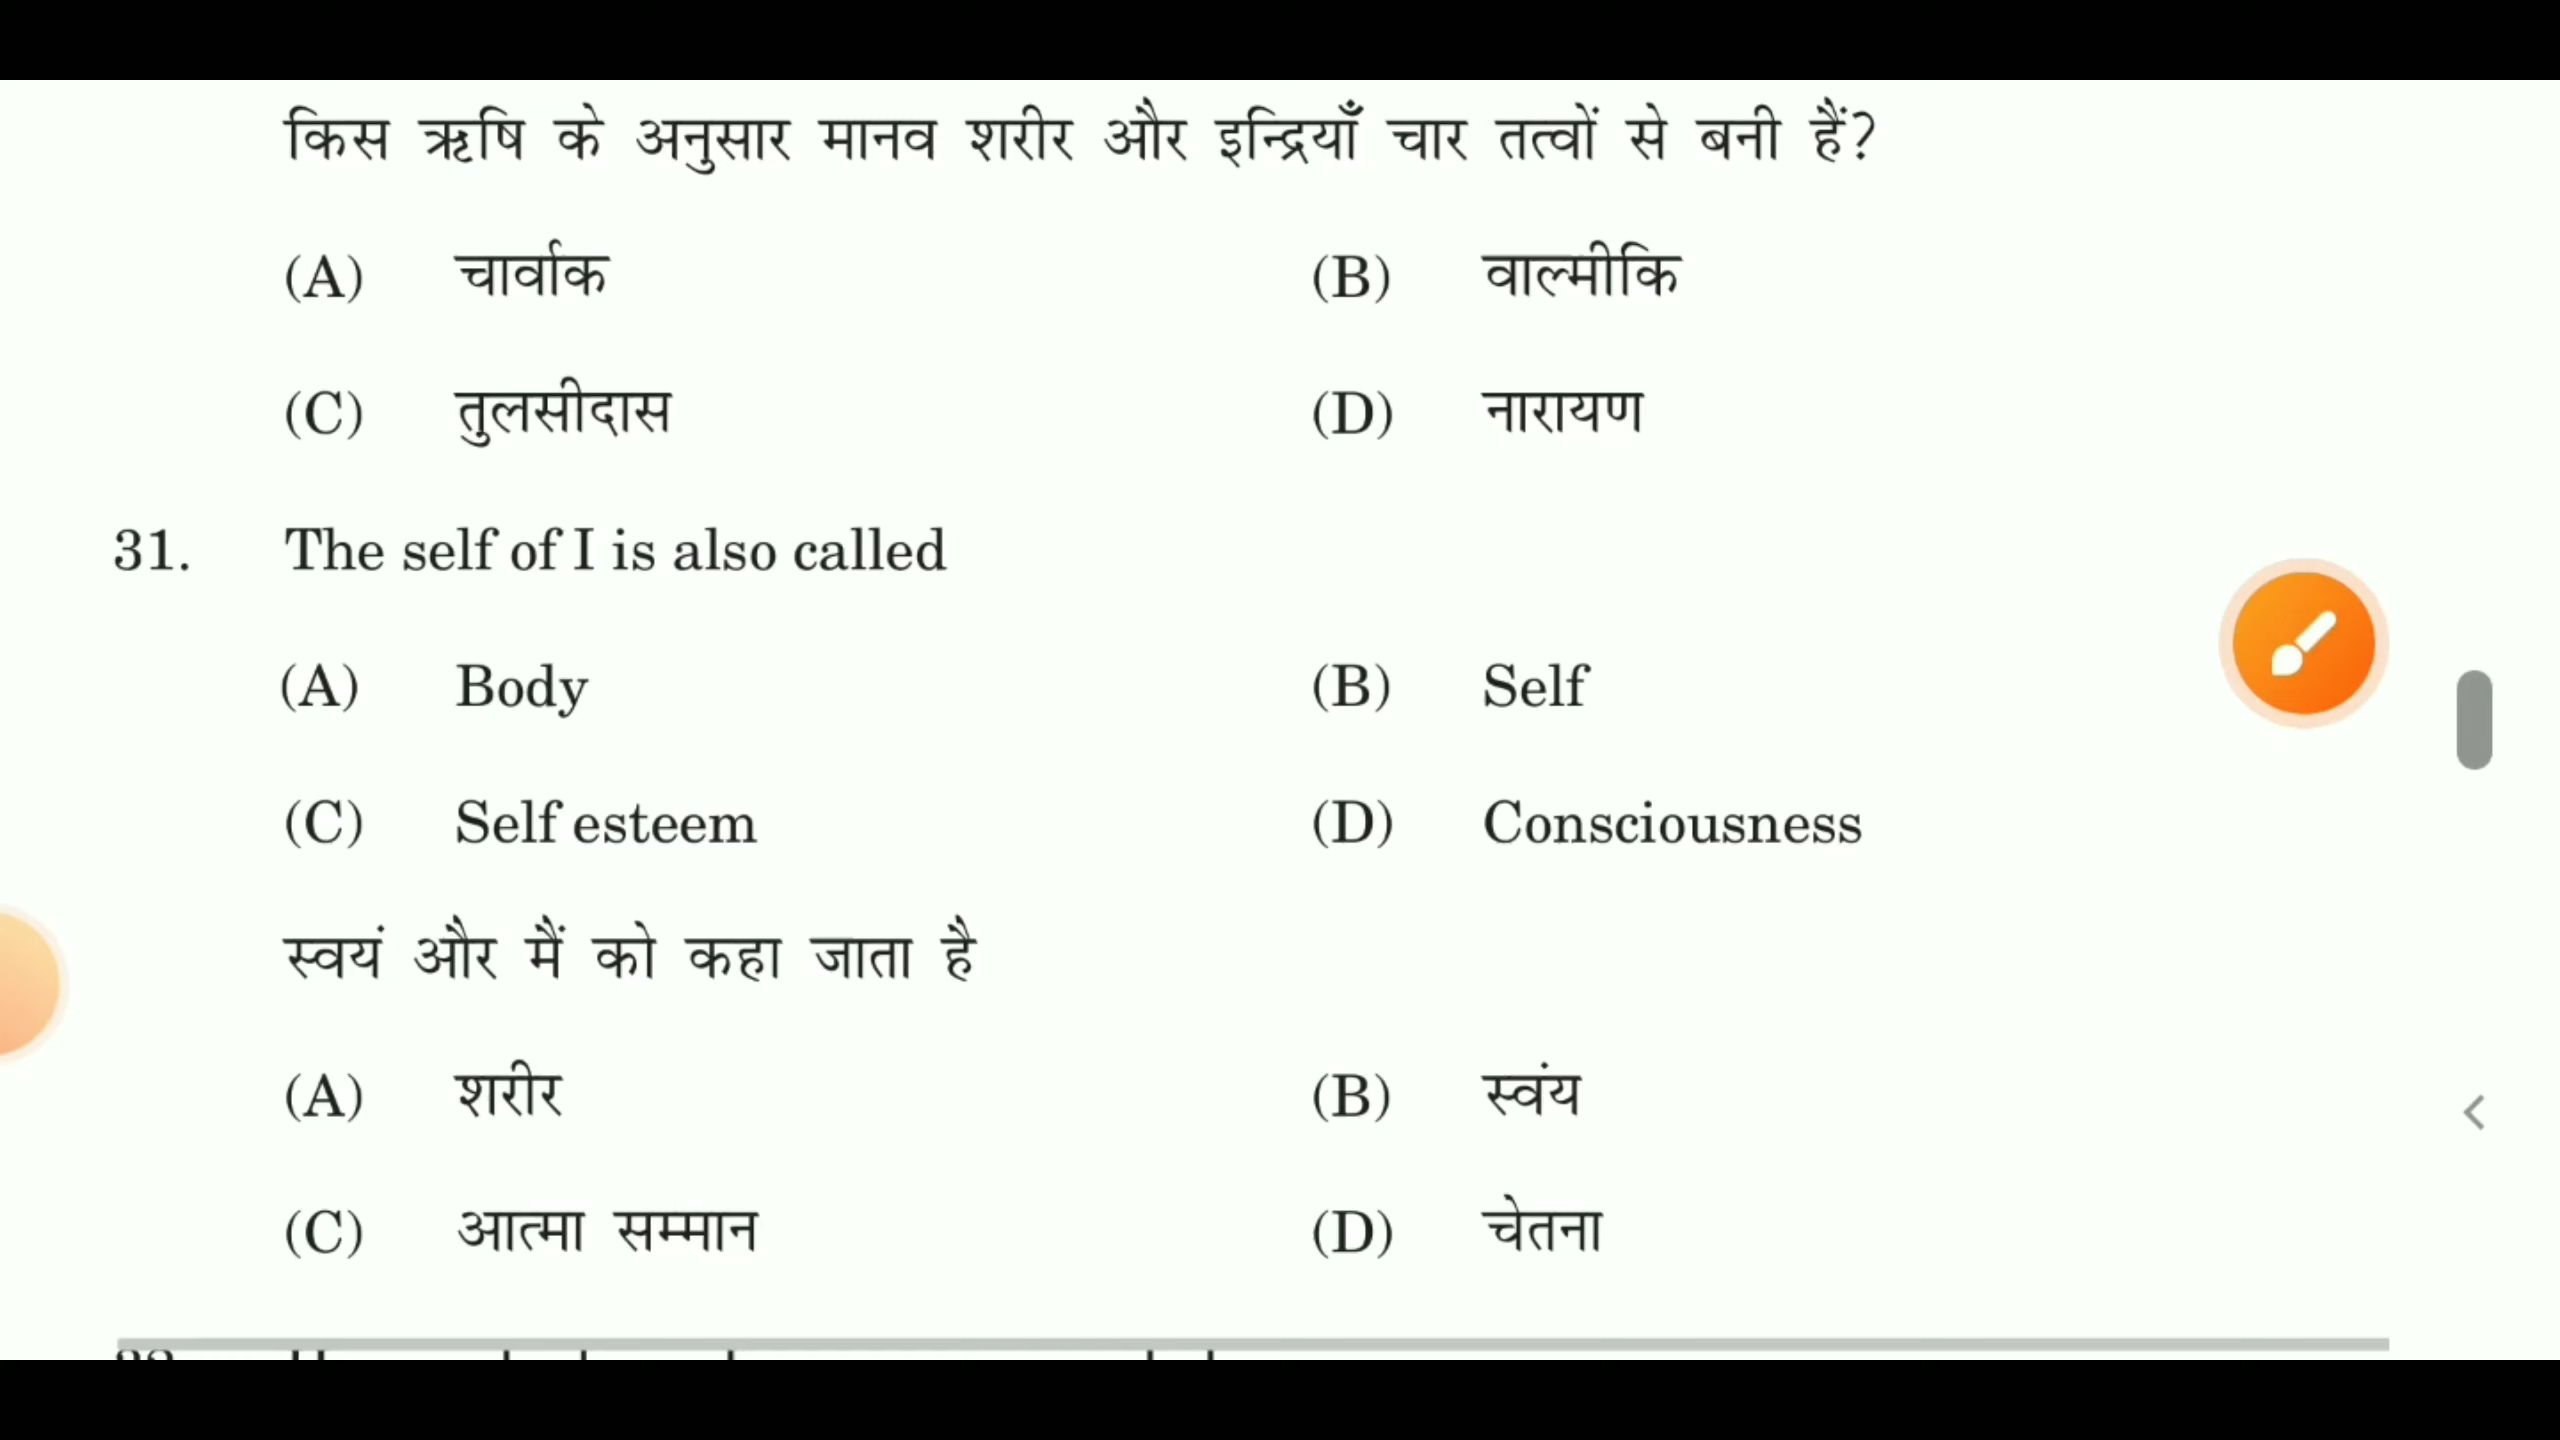 किस ऋषि के अनुसार मानव शरीर और इन्द्रियाँ चार तत्वों से बनी हैं?
(A) चार्वाक (B) वाल्मीकि
(C) तुलसीदास (D) नारायण
31. The self of I is also called
(A) Body (B) Self
(C) Self esteem (D) Consciousness
स्वयं और मैं को कहा जाता है
(A) शरीर (B) स्वंय
(C) आत्मा सम्मान (D) चेतना